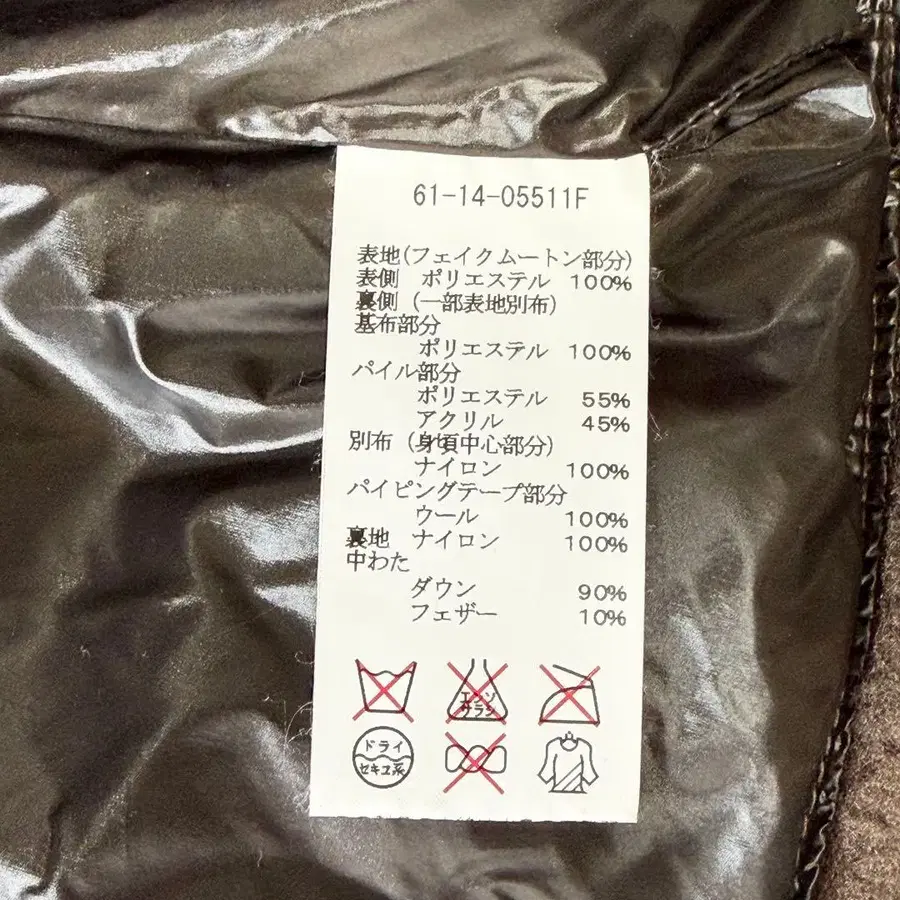 61-14-05511F
表地(フェイクムートン部分)
表側 ポリエステル 100%
裏側(一部表地別布)
基布部分
ポリエステル 100%
パイル部分
ポリエステル 55%
アクリル 45%
別布(身頃中心部分)
ナイロン 100%
パイピングテープ部分
ウール 100%
裏地 ナイロン 100%
中わた
ダウン 90%
フェザー 10%
エンソ
サラシ
ドライ
セキユ系